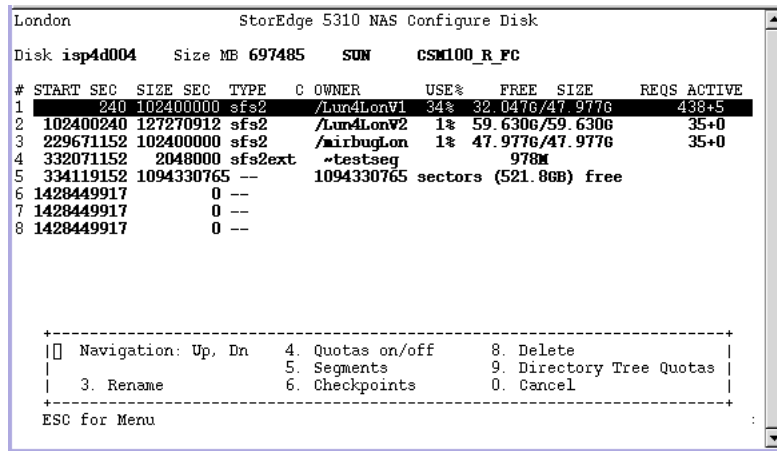 London StorEdge 5310 NAS Configure Disk
Disk isp4d004 Size MB 697485 SUN CSM100_R_FC
# START SEC SIZE SEC TYPE C OWNER USE% FREE SIZE REQS ACTIVE
1 240 102400000 sfs2 /Lun4LonV1 34% 32.047G/47.977G 438+5
2 102400240 127270912 sfs2 /Lun4LonV2 1% 59.630G/59.630G 35+0
3 229671152 102400000 sfs2 /mirbugLon 1% 47.977G/47.977G 35+0
4 332071152 2048000 sfs2ext ~testseg 978M
5 334119152 1094330765 -- 1094330765 sectors (521.8GB) free
6 1428449917 0 --
7 1428449917 0 --
8 1428449917 0 --
Navigation: Up, Dn 4. Quotas on/off 8. Delete
5. Segments 9. Directory Tree Quotas
3. Rename 6. Checkpoints 0. Cancel
ESC for Menu :